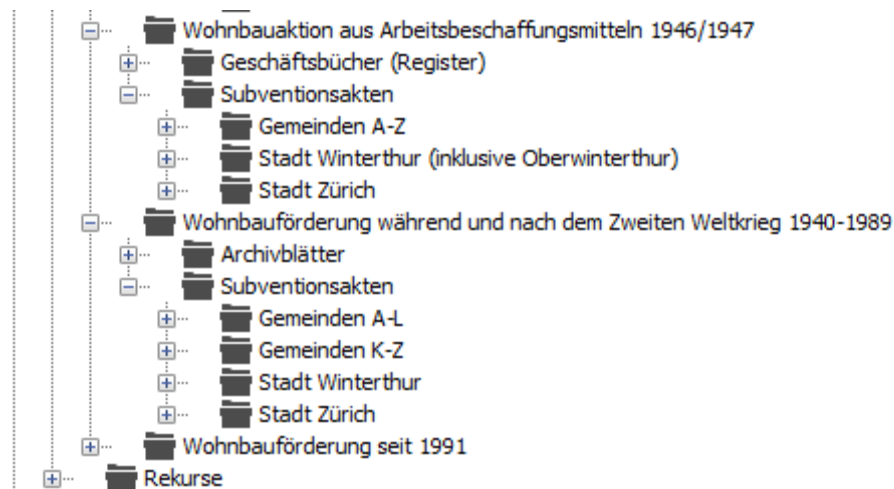 Wohnbauaktion aus Arbeitsbeschaffungsmitteln 1946/1947
Geschäftsbücher (Register)
Subventionsakten
Gemeinden A-Z
Stadt Winterthur (inklusive Oberwinterthur)
Stadt Zürich
Wohnbauförderung während und nach dem Zweiten Weltkrieg 1940-1989
Archivblätter
Subventionsakten
Gemeinden A-L
Gemeinden K-Z
Stadt Winterthur
Stadt Zürich
Wohnbauförderung seit 1991
Rekurse